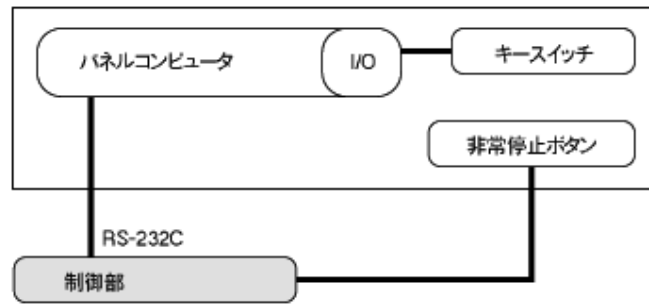 パネルコンピュータ
I/O
キースイッチ
非常停止ボタン
RS-232C
制御部